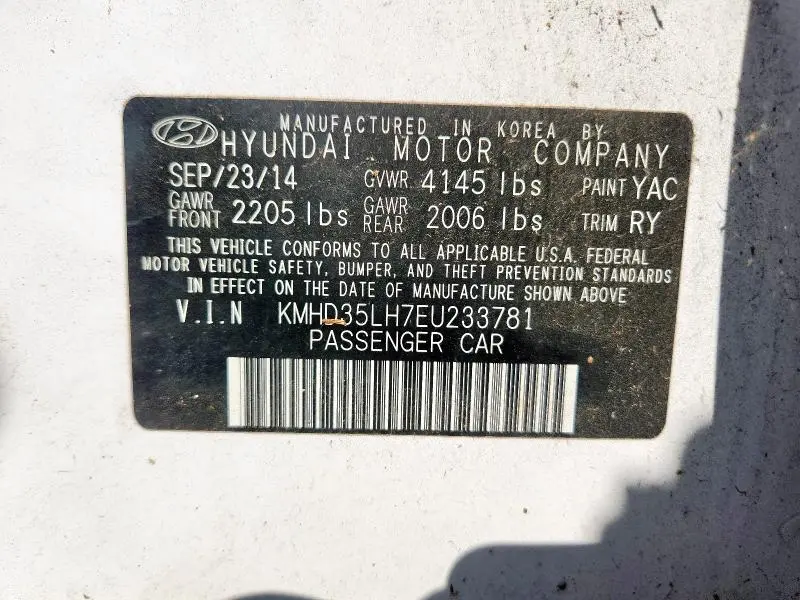 MANUFACTURED IN KOREA BY
HYUNDAI MOTOR COMPANY
SEP/23/14 GVWR 4145 lbs PAINT YAC
GAWR FRONT 2205 lbs GAWR REAR 2006 lbs TRIM RY
THIS VEHICLE CONFORMS TO ALL APPLICABLE U.S.A. FEDERAL
MOTOR VEHICLE SAFETY, BUMPER, AND THEFT PREVENTION STANDARDS
IN EFFECT ON THE DATE OF MANUFACTURE SHOWN ABOVE
V.I.N KMHD35LH7EU233781
PASSENGER CAR